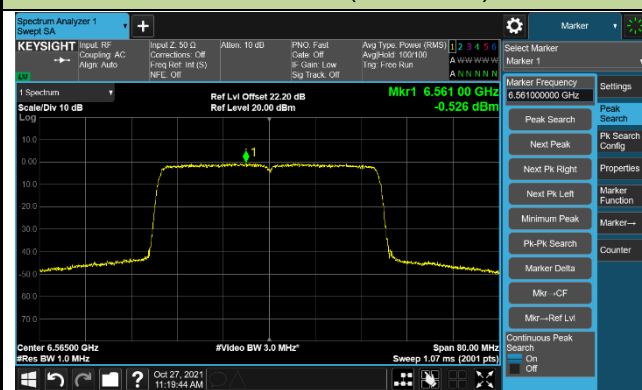 Spectrum Analyzer 1
Swept SA
+
Marker
KEYSIGHT Input: RF Input Z: 50 Ω Atten: 10 dB PNO: Fast Avg Type: Power (RMS) 1 2 3 4 5 6
Coupling: AC Corrections: Off Gate: Off Avg|Hold: 100/100 A W W W W W
Align: Auto Freq Ref: Int (S) IF Gain: Low Trig: Free Run
NFE: Off Sig Track: Off A N N N N N
LXI
Select Marker
Marker 1
1 Spectrum
Scale/Div 10 dB
Log
Ref Lvl Offset 22.20 dB
Ref Level 20.00 dBm
Mkr1 6.561 00 GHz
-0.526 dBm
10.0
0.00
-10.0
-20.0
-30.0
-40.0
-50.0
-60.0
-70.0
1
Center 6.56500 GHz #Video BW 3.0 MHz* Span 80.00 MHz
#Res BW 1.0 MHz Sweep 1.07 ms (2001 pts)
Marker Frequency
6.561000000 GHz
Peak Search
Next Peak
Next Pk Right
Next Pk Left
Minimum Peak
Pk-Pk Search
Marker Delta
Mkr→CF
Mkr→Ref Lvl
Continuous Peak
Search
On
Off
Settings
Peak
Search
Pk Search
Config
Properties
Marker
Function
Marker→
Counter
? Oct 27, 2021
11:19:44 AM